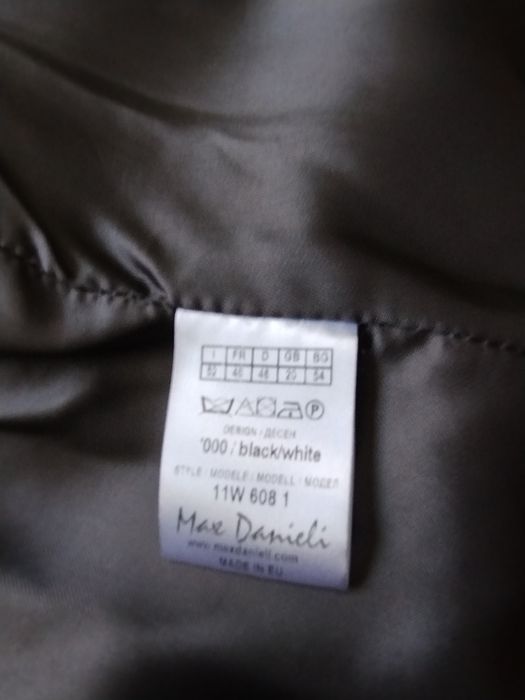 I FR D GB BG
52 48 46 20 54
DESIGN / ДЕСЕН
'000 / black/white
STYLE / MODELE / MODELL / МОДЕЛ
11W 608 1
Max Danieli
www.maxdanieli.com
MADE IN EU